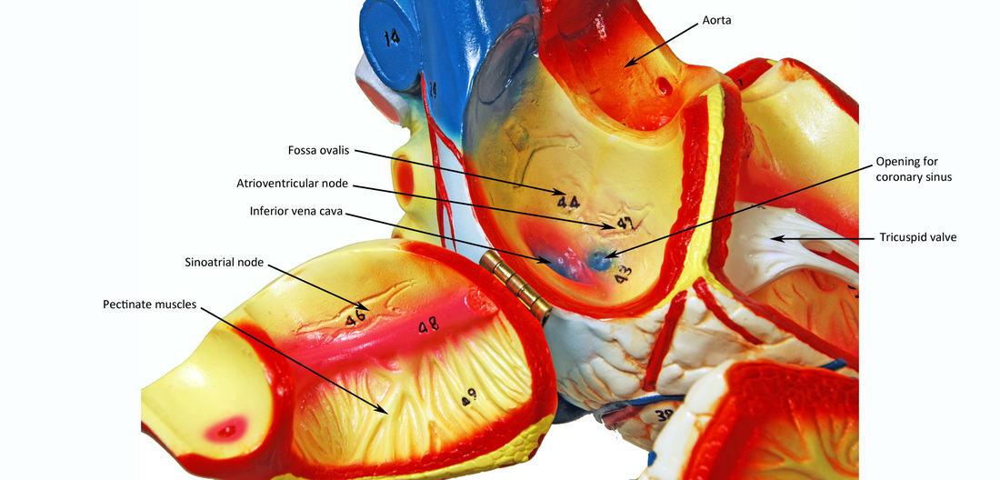 Aorta
14
19
Fossa ovalis
Opening for
coronary sinus
Atrioventricular node
44
Inferior vena cava
47
Tricuspid valve
Sinoatrial node
43
Pectinate muscles
46
48
49
39